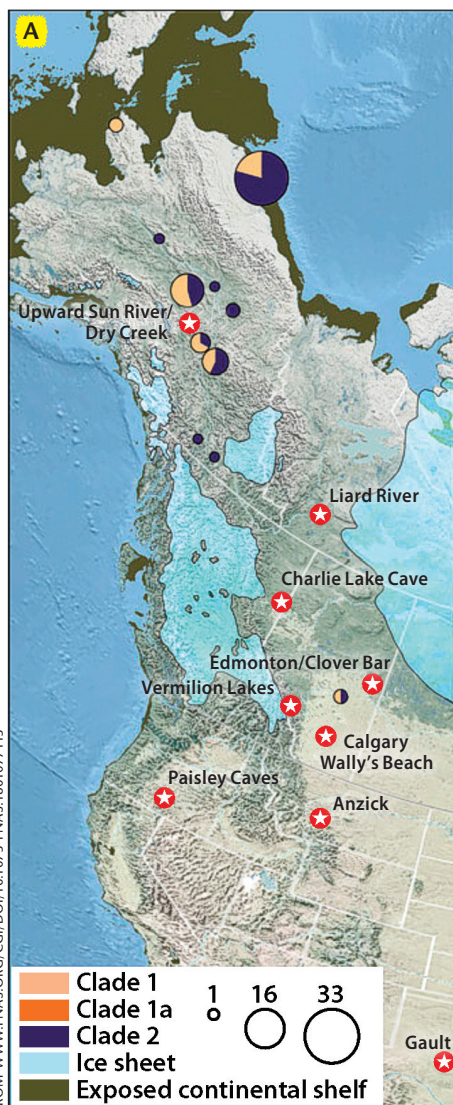 A
Upward Sun River/
Dry Creek
Liard River
Charlie Lake Cave
Edmonton/Clover Bar
Vermilion Lakes
Calgary
Wally's Beach
Paisley Caves
Anzick
Clade 1
Clade 1a
Clade 2
Ice sheet
Exposed continental shelf
1 16 33
Gault